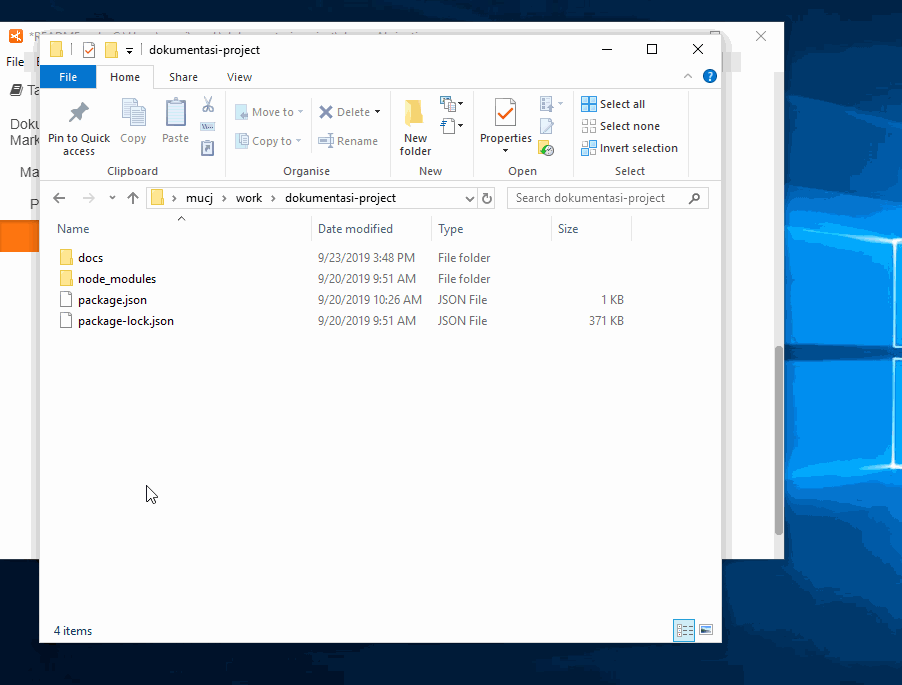 dokumentasi-project
File
File Home Share View
Ta
Doku
Mark
Ma
P
Pin to Quick
access
Copy
Paste
Move to
Copy to
Delete
Rename
New
folder
Properties
Select all
Select none
Invert selection
Clipboard Organise New Open Select
mucj work dokumentasi-project
Search dokumentasi-project
Name Date modified Type Size
docs 9/23/2019 3:48 PM File folder
node_modules 9/20/2019 9:51 AM File folder
package.json 9/20/2019 10:26 AM JSON File 1 KB
package-lock.json 9/20/2019 9:51 AM JSON File 371 KB
4 items